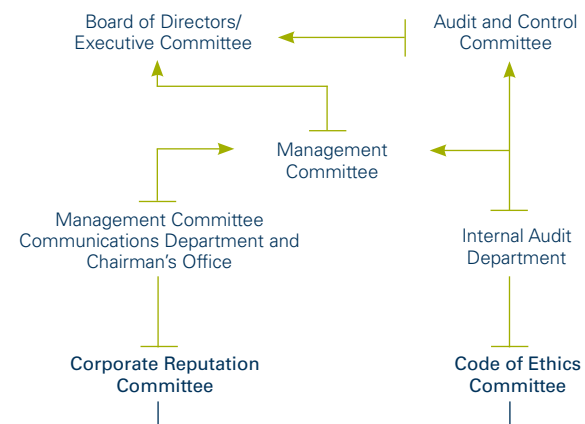 Board of Directors/
Executive Committee
Audit and Control
Committee
Management
Committee
Management Committee
Communications Department and
Chairman's Office
Internal Audit
Department
Corporate Reputation
Committee
Code of Ethics
Committee